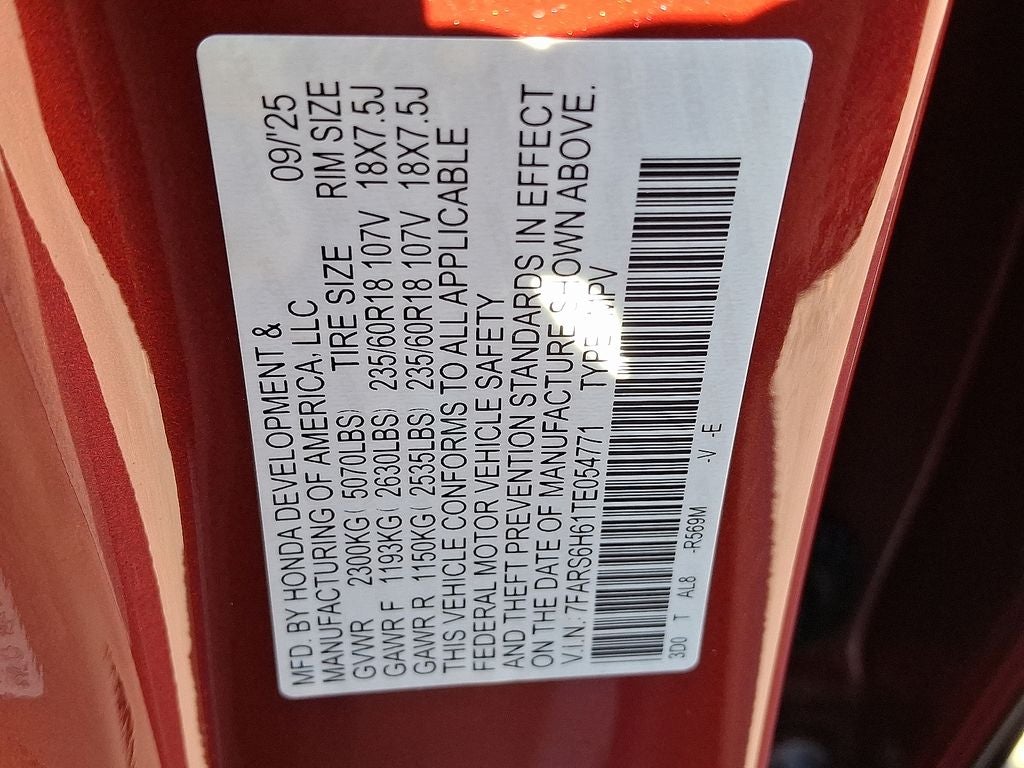 MFD. BY HONDA DEVELOPMENT &
MANUFACTURING OF AMERICA, LLC 09/'25
GVWR TIRE SIZE RIM SIZE
2300KG( 5070LBS) 235/60R18 107V 18X7.5J
GAWR F 1193KG( 2630LBS) 235/60R18 107V 18X7.5J
GAWR R 1150KG( 2535LBS)
THIS VEHICLE CONFORMS TO ALL APPLICABLE
FEDERAL MOTOR VEHICLE SAFETY
AND THEFT PREVENTION STANDARDS IN EFFECT
ON THE DATE OF MANUFACTURE SHOWN ABOVE.
V.I.N.: 7FARS6H61TE054771 TYPE: MPV
3D0 T AL8 -R569M -V -E